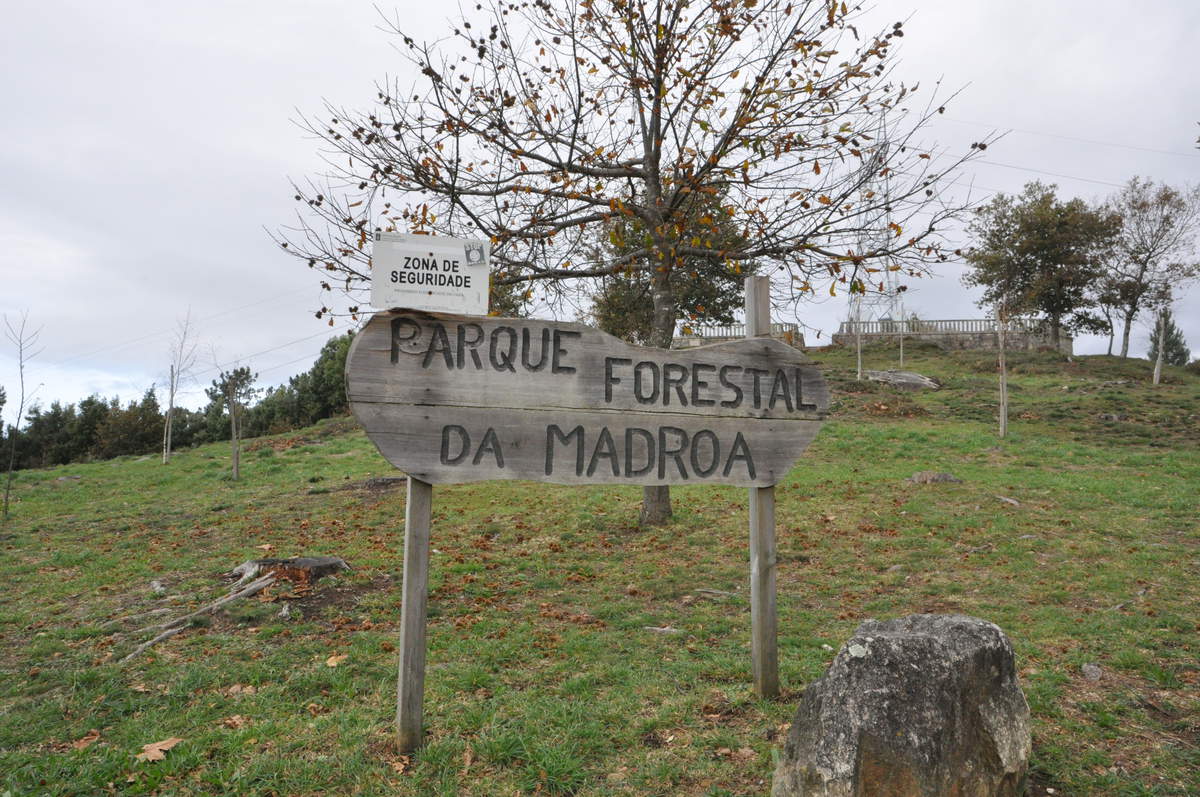 ZONA DE
SEGURIDADE
PARQUE FORESTAL
DA MADROA